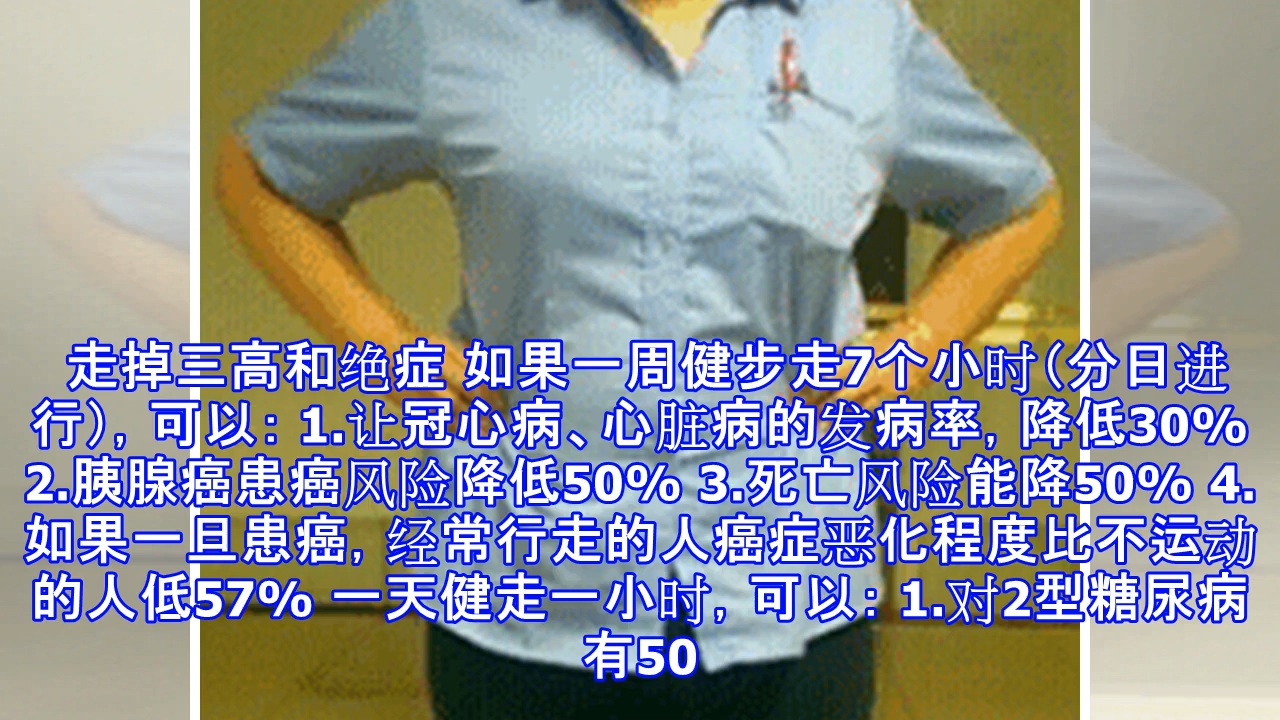 走掉三高和绝症 如果一周健步走7个小时（分日进
行），可以：1.让冠心病、心脏病的发病率，降低30%
2.胰腺癌患癌风险降低50% 3.死亡风险能降50% 4.
如果一旦患癌，经常行走的人癌症恶化程度比不运动
的人低57% 一天健走一小时，可以：1.对2型糖尿病
有50